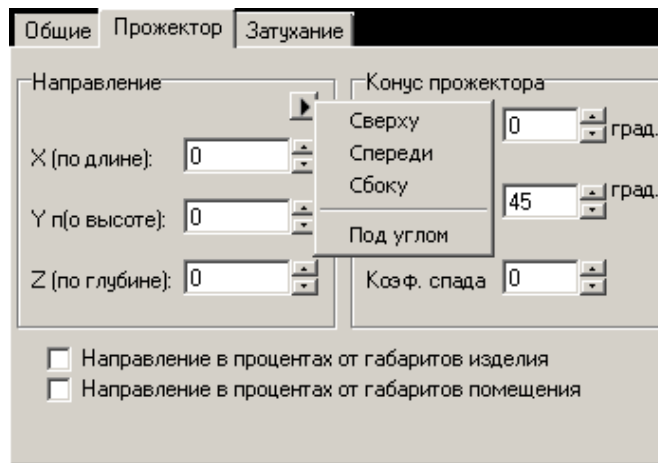 Общие Прожектор Затухание
Направление
Конус прожектора
Сверху
Спереди
Сбоку
Под углом
X (по длине): 0
0 град.
Y п(о высоте): 0
45 град.
Z (по глубине): 0
Коэф. спада 0
Направление в процентах от габаритов изделия
Направление в процентах от габаритов помещения